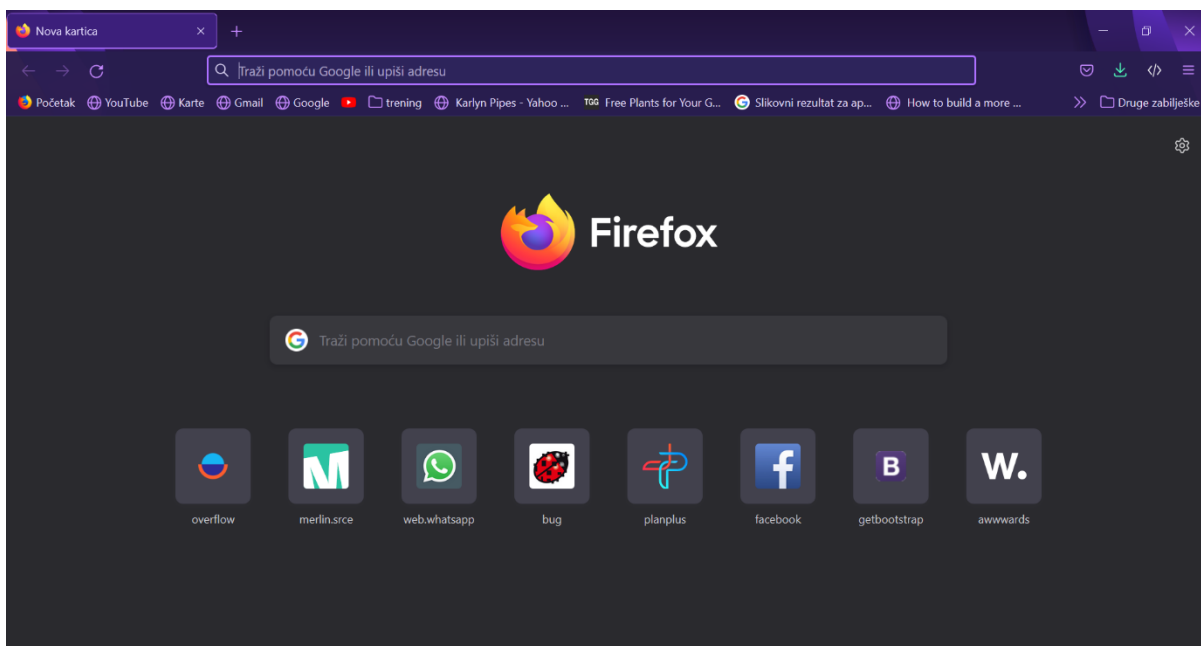 Nova kartica
Traži pomoću Google ili upiši adresu
Početak YouTube Karte Gmail Google trening Karlyn Pipes - Yahoo ... TGG Free Plants for Your G... Slikovni rezultat za ap... How to build a more ... Druge zabilješke
Firefox
Traži pomoću Google ili upiši adresu
B W.
overflow merlin.srce web.whatsapp bug planplus facebook getbootstrap awwwards